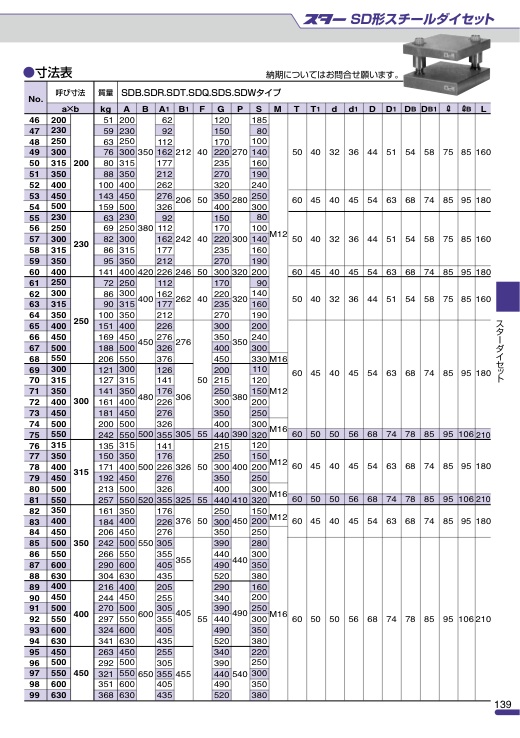 スター SD形スチールダイセット
●寸法表
納期についてはお問合せ願います。
No. 呼び寸法 質量 SDB.SDR.SDT.SDQ.SDS.SDWタイプ
a×b kg A B A1 B1 F G P S M T T1 d d1 D D1 DB DB1 ℓ ℓB L
46 200 200 51 200 350 62 212 40 120 270 185 M12 50 40 32 36 44 51 54 58 75 85 160
47 230 59 230 92 150 80
48 250 63 250 112 170 100
49 300 76 300 162 220 140
50 315 80 315 177 235 160
51 350 88 350 212 270 190
52 400 100 400 262 320 240
53 450 143 450 276 206 50 350 280 250 60 45 40 45 54 63 68 74 85 95 180
54 500 159 500 326 400 300
55 230 230 63 230 380 92 242 40 150 300 80 50 40 32 36 44 51 54 58 75 85 160
56 250 69 250 112 170 100
57 300 82 300 162 220 140
58 315 86 315 177 235 160
59 350 95 350 212 270 190
60 400 141 400 420 226 246 50 300 320 200 60 45 40 45 54 63 68 74 85 95 180
61 250 250 72 250 400 112 262 40 170 320 90 50 40 32 36 44 51 54 58 75 85 160
62 300 86 300 162 220 140
63 315 90 315 177 235 160
64 350 100 350 212 270 190
65 400 151 400 450 226 276 50 300 350 200 60 45 40 45 54 63 68 74 85 95 180
66 450 169 450 276 350 240
67 500 188 500 326 400 300
68 550 206 550 376 450 330 M16
69 300 300 121 300 480 126 306 200 380 110 M12
70 315 127 315 141 215 120
71 350 141 350 176 250 150
72 400 161 400 226 300 200
73 450 181 450 276 350 250
74 500 200 500 326 400 300 M16
75 550 242 550 500 355 305 55 440 390 320 60 50 50 56 68 74 78 85 95 106 210
76 315 315 135 315 500 141 326 50 215 400 120 M12 60 45 40 45 54 63 68 74 85 95 180
77 350 150 350 176 250 150
78 400 171 400 226 300 200
79 450 192 450 276 350 250
80 500 213 500 326 400 300 M16
81 550 257 550 520 355 325 55 440 410 320 60 50 50 56 68 74 78 85 95 106 210
82 350 350 161 350 550 176 376 50 250 450 150 M12 60 45 40 45 54 63 68 74 85 95 180
83 400 184 400 226 300 200
84 450 206 450 276 350 250
85 500 242 500 305 355 55 390 440 280 M16 60 50 50 56 68 74 78 85 95 106 210
86 550 266 550 355 440 300
87 600 290 600 405 490 350
88 630 304 630 435 520 380
89 400 400 216 400 600 205 405 290 490 160
90 450 244 450 255 340 200
91 500 270 500 305 390 250
92 550 297 550 355 440 300
93 600 324 600 405 490 350
94 630 341 630 435 520 380
95 450 450 263 450 650 255 455 340 540 220
96 500 292 500 305 390 250
97 550 321 550 355 440 300
98 600 351 600 405 490 350
99 630 368 630 435 520 380
スターダイセット
139